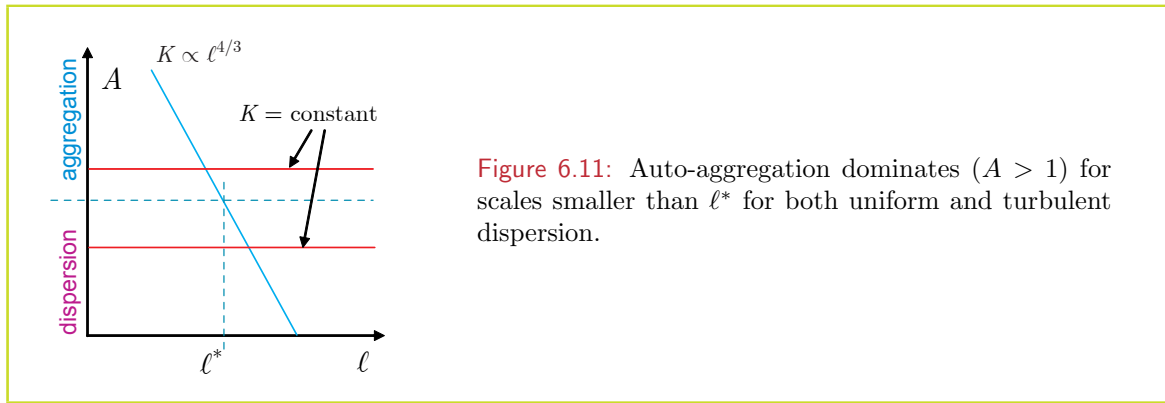 K ∝ ℓ^{4/3}
A
aggregation
K = constant
dispersion
ℓ*
ℓ
Figure 6.11: Auto-aggregation dominates (A > 1) for
scales smaller than ℓ* for both uniform and turbulent
dispersion.